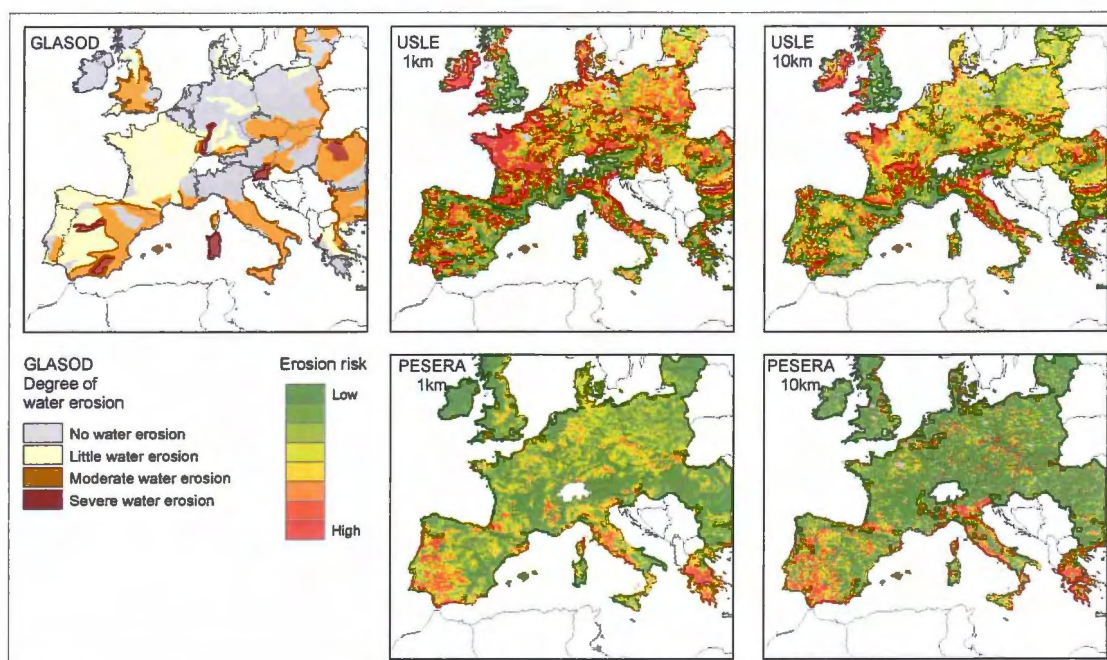 GLASOD
USLE
1km
USLE
10km
GLASOD
Degree of
water erosion
No water erosion
Little water erosion
Moderate water erosion
Severe water erosion
Erosion risk
Low
High
PESERA
1km
PESERA
10km